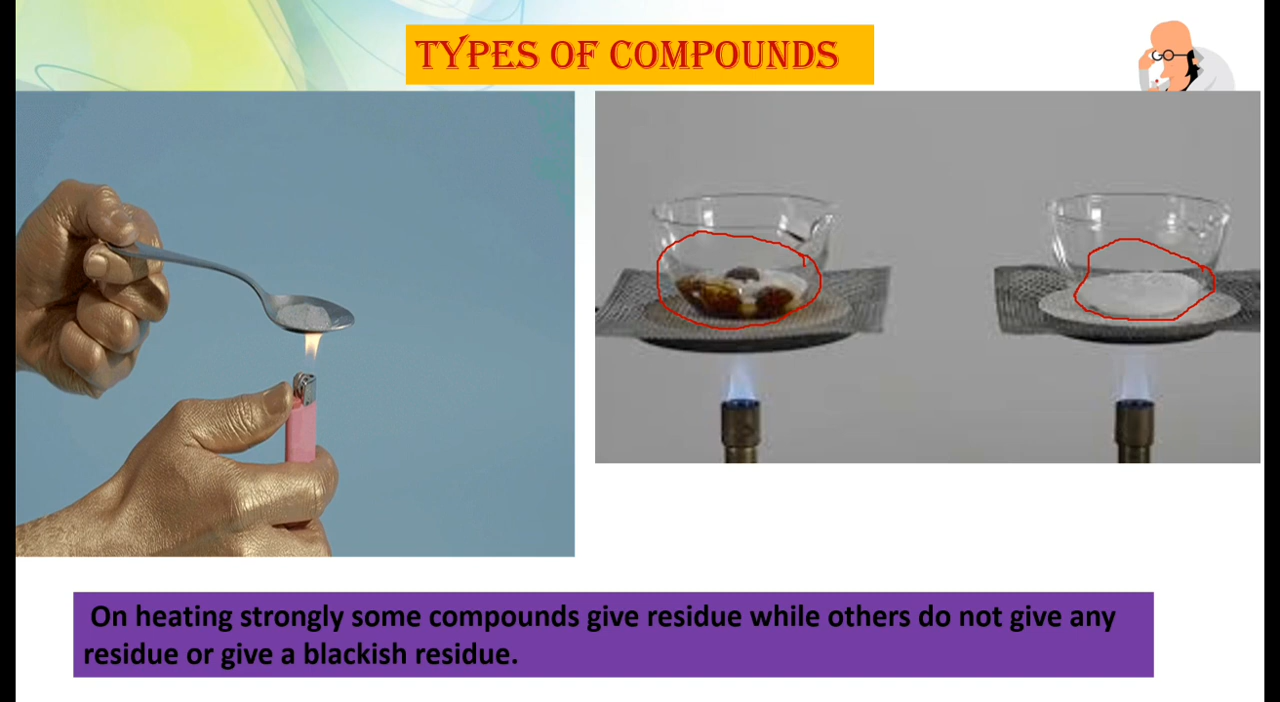 TYPES OF COMPOUNDS
On heating strongly some compounds give residue while others do not give any
residue or give a blackish residue.